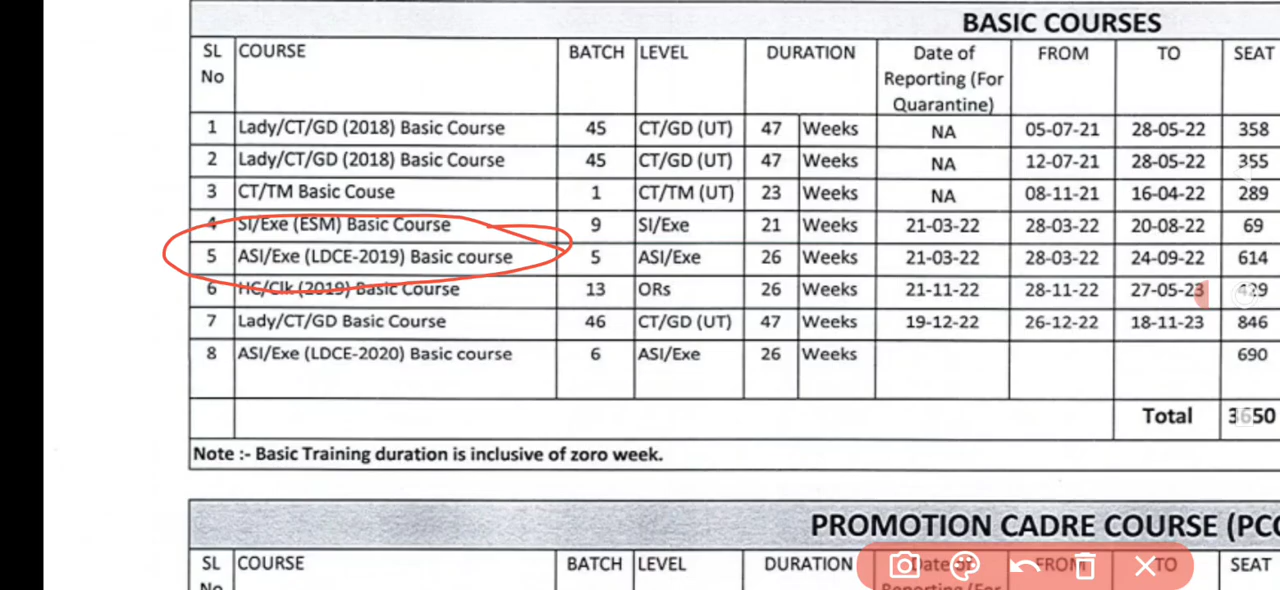 BASIC COURSES
SL No COURSE BATCH LEVEL DURATION Date of Reporting (For Quarantine) FROM TO SEAT
1 Lady/CT/GD (2018) Basic Course 45 CT/GD (UT) 47 Weeks NA 05-07-21 28-05-22 358
2 Lady/CT/GD (2018) Basic Course 45 CT/GD (UT) 47 Weeks NA 12-07-21 28-05-22 355
3 CT/TM Basic Couse 1 CT/TM (UT) 23 Weeks NA 08-11-21 16-04-22 289
4 SI/Exe (ESM) Basic Course 9 SI/Exe 21 Weeks 21-03-22 28-03-22 20-08-22 69
5 ASI/Exe (LDCE-2019) Basic course 5 ASI/Exe 26 Weeks 21-03-22 28-03-22 24-09-22 614
6 HC/Clk (2019) Basic Course 13 ORs 26 Weeks 21-11-22 28-11-22 27-05-23 429
7 Lady/CT/GD Basic Course 46 CT/GD (UT) 47 Weeks 19-12-22 26-12-22 18-11-23 846
8 ASI/Exe (LDCE-2020) Basic course 6 ASI/Exe 26 Weeks 690
Total 3650
Note :- Basic Training duration is inclusive of zoro week.
PROMOTION CADRE COURSE (PCC
SL No COURSE BATCH LEVEL DURATION Date of Reporting (For FROM TO SEAT